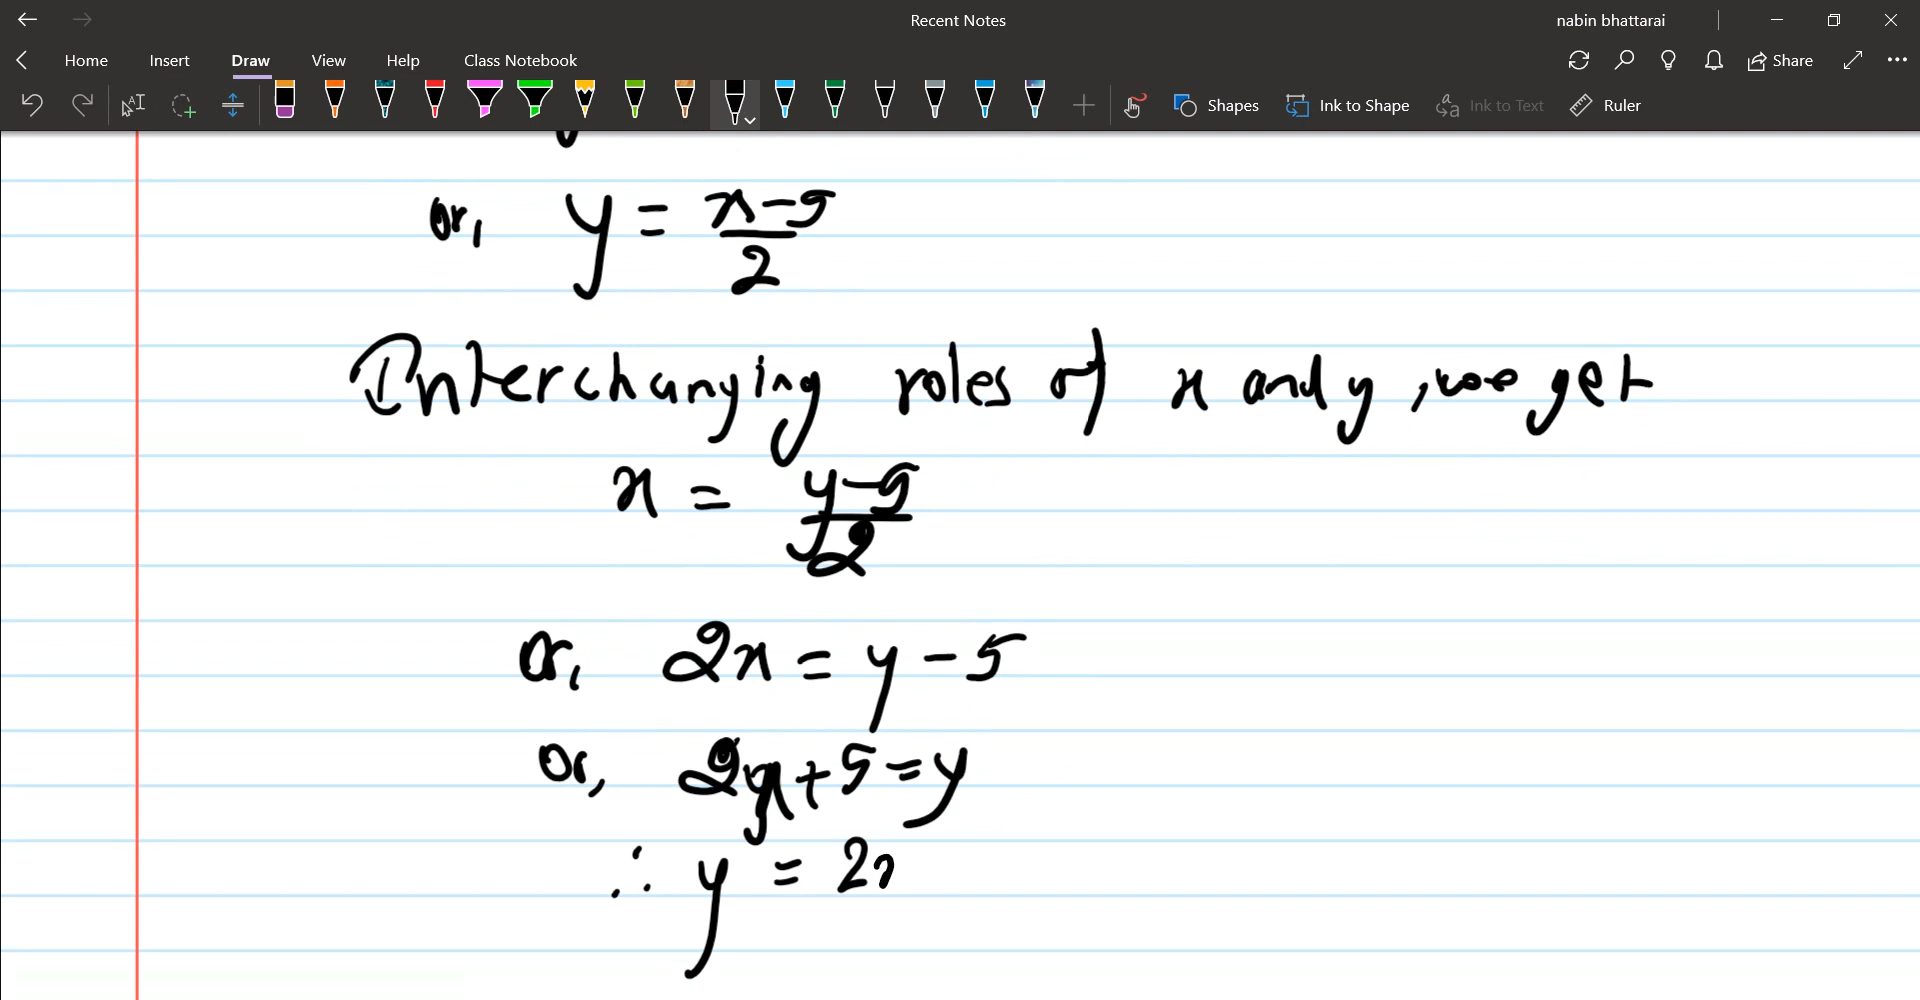 Recent Notes
nabin bhattarai
Home Insert Draw View Help Class Notebook
Share
Shapes Ink to Shape Ink to Text Ruler
or, y = x-5
2
Interchanging roles of x and y, we get
x = y-5
2
or, 2x = y - 5
or, 2x + 5 = y
∴ y = 2x